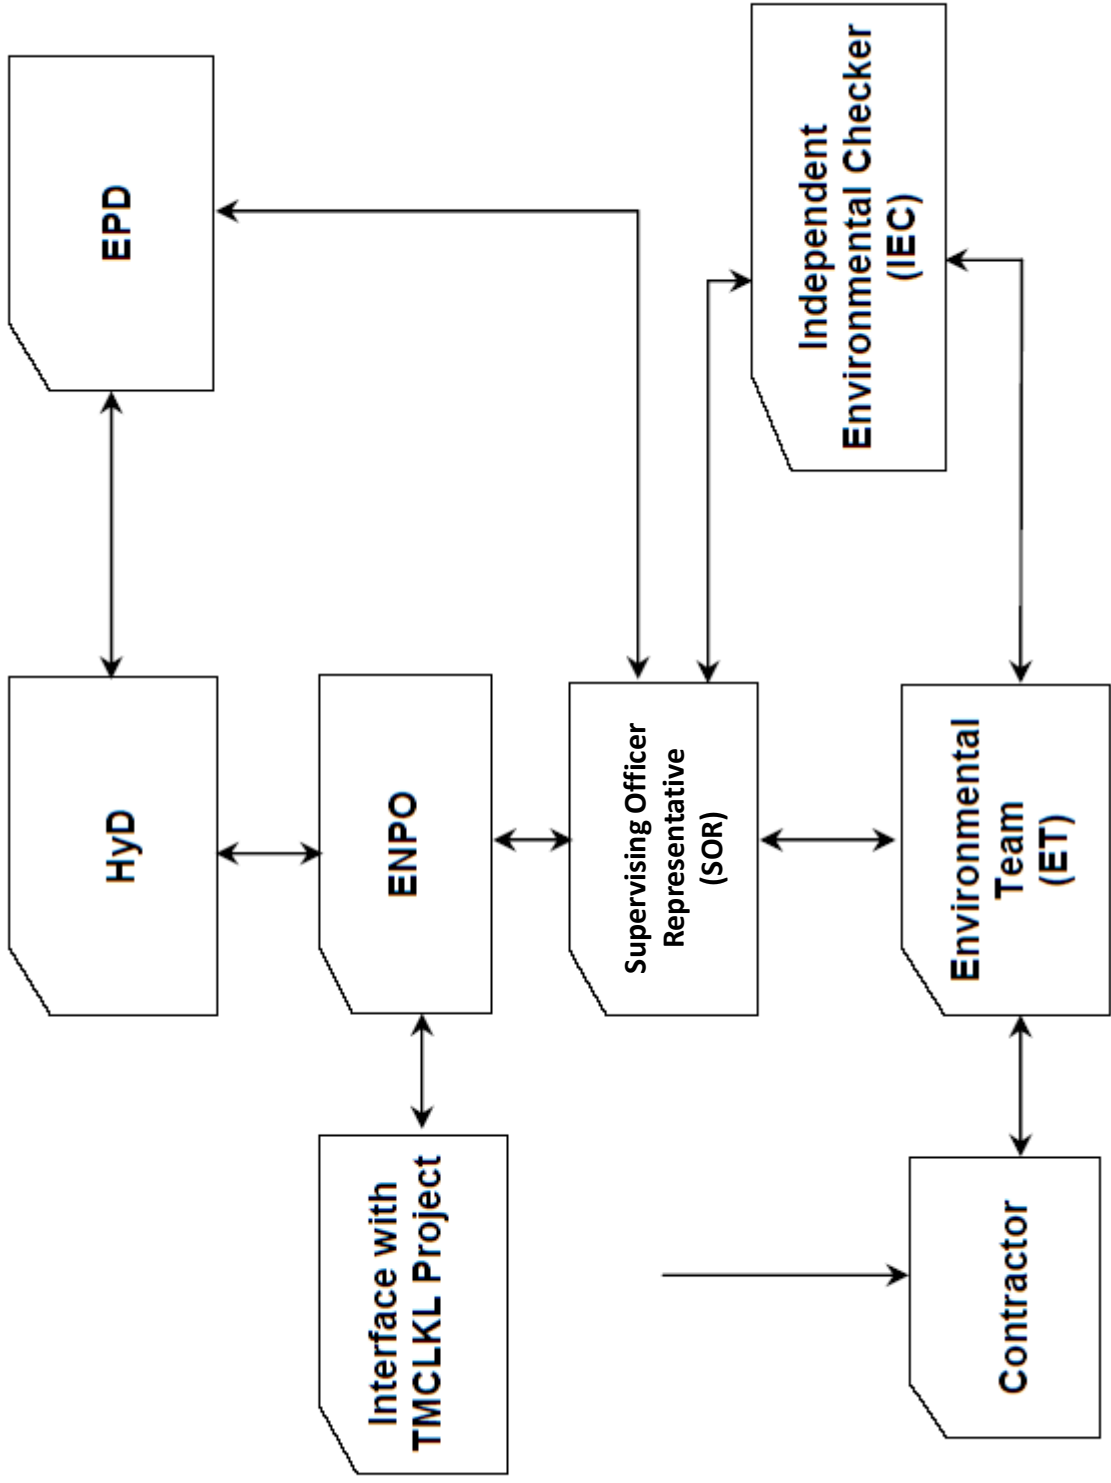 HyD
EPD
Interface with
TMCLKL Project
ENPO
Supervising Officer
Representative
(SOR)
Independent
Environmental Checker
(IEC)
Contractor
Environmental
Team
(ET)